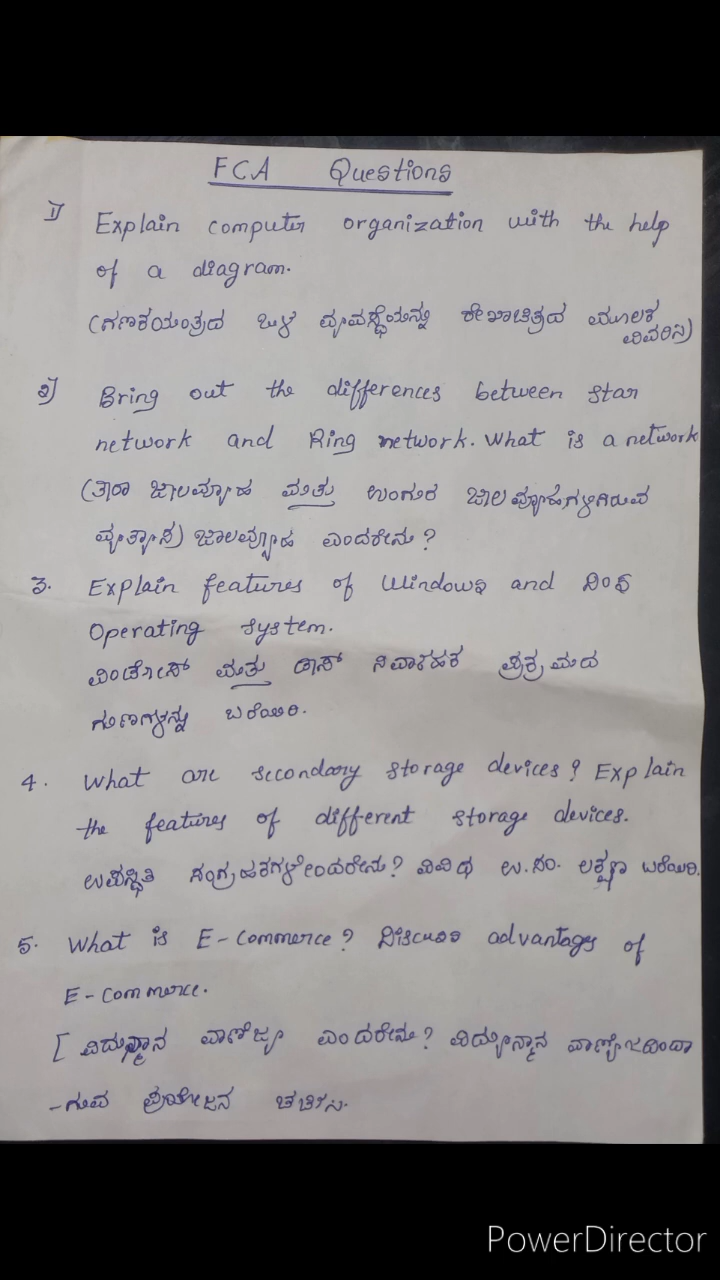 FCA Questions
1) Explain computer organization with the help
of a diagram.
(ಗಣಕಯಂತ್ರದ ಒಳ ವ್ಯವಸ್ಥೆಯನ್ನು ರೇಖಾಚಿತ್ರದ ಮೂಲಕ
ವಿವರಿಸಿ)
2) Bring out the differences between star
network and Ring network. What is a network
(ತಾರಾ ಜಾಲವ್ಯೂಹ ಮತ್ತು ಉಂಗುರ ಜಾಲವ್ಯೂಹಗಳಿಗಿರುವ
ವ್ಯತ್ಯಾಸ) ಜಾಲವ್ಯೂಹ ಎಂದರೇನು?
3. Explain features of Windows and
Operating System.
ವಿಂಡೋಸ್ ಮತ್ತು ಡಾಸ್
ಗುಣಗಳನ್ನು ಬರೆಯಿರಿ.
4. What are secondary storage devices? Explain
the features of different storage devices.
ಸಂಗ್ರಹಕಗಳೇಂದರೇನು? ವಿವಿಧ ಉ.ಸಂ. ಲಕ್ಷಣ ಬರೆಯಿರಿ.
5. What is E-Commerce? Discuss advantages of
E-Commerce.
[ ವಾಣಿಜ್ಯ ಎಂದರೇನು?
-ಗುವ ಪ್ರಯೋಜನ ಚರ್ಚಿಸಿ.
PowerDirector